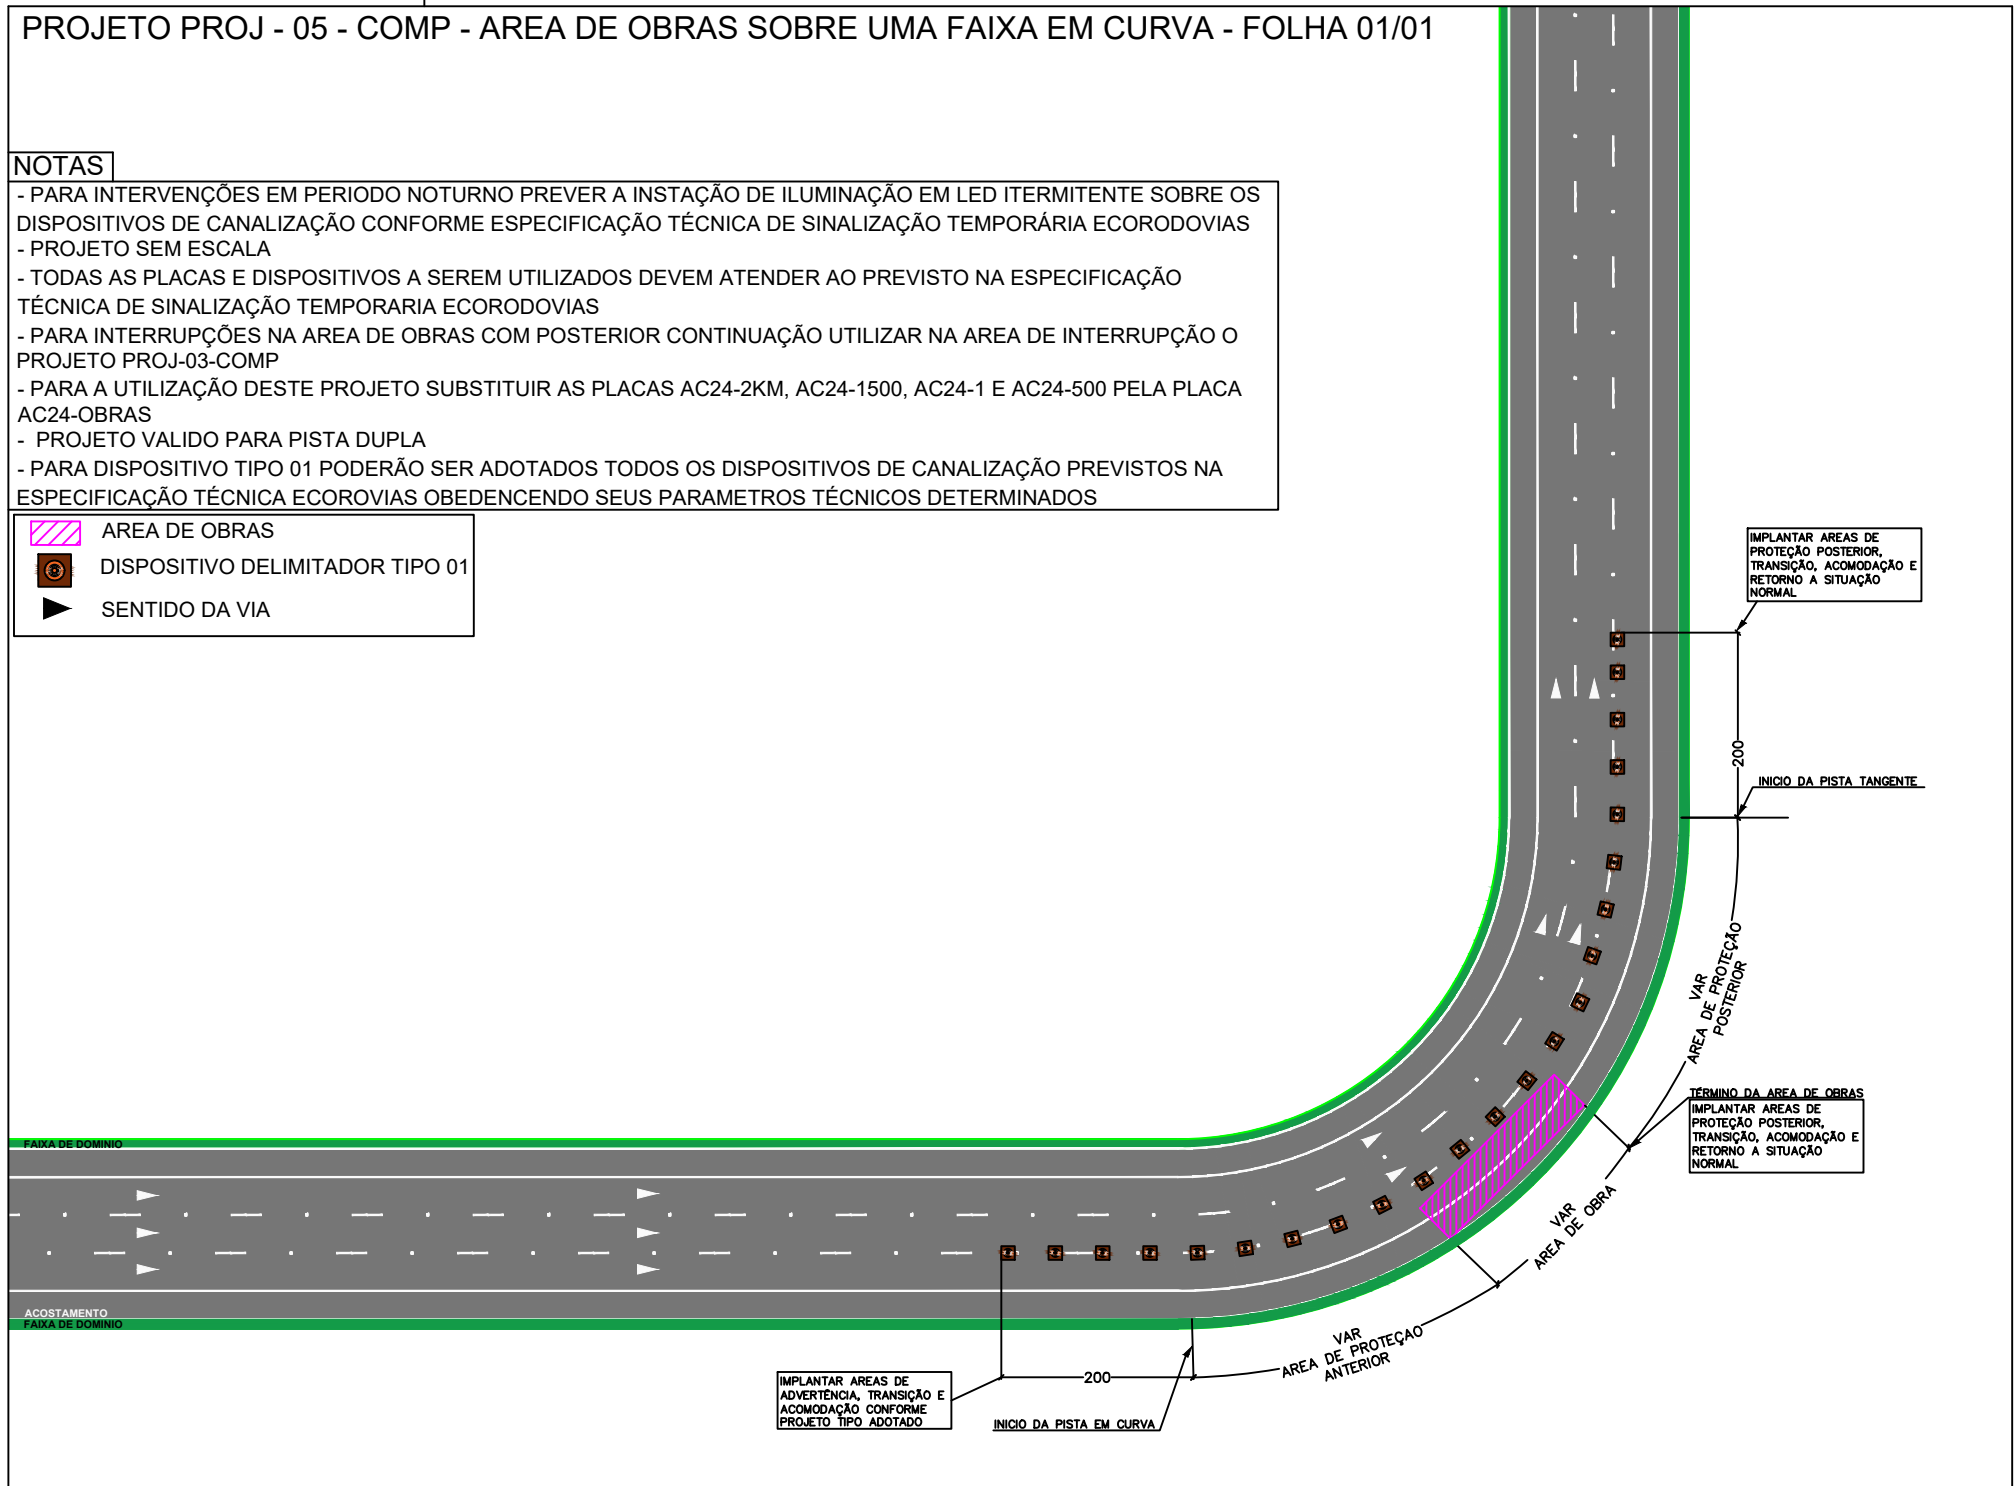 PROJETO PROJ - 05 - COMP - AREA DE OBRAS SOBRE UMA FAIXA EM CURVA - FOLHA 01/01
NOTAS
- PARA INTERVENÇÕES EM PERIODO NOTURNO PREVER A INSTAÇÃO DE ILUMINAÇÃO EM LED ITERMITENTE SOBRE OS
DISPOSITIVOS DE CANALIZAÇÃO CONFORME ESPECIFICAÇÃO TÉCNICA DE SINALIZAÇÃO TEMPORÁRIA ECORODOVIAS
- PROJETO SEM ESCALA
- TODAS AS PLACAS E DISPOSITIVOS A SEREM UTILIZADOS DEVEM ATENDER AO PREVISTO NA ESPECIFICAÇÃO
TÉCNICA DE SINALIZAÇÃO TEMPORARIA ECORODOVIAS
- PARA INTERRUPÇÕES NA AREA DE OBRAS COM POSTERIOR CONTINUAÇÃO UTILIZAR NA AREA DE INTERRUPÇÃO O
PROJETO PROJ-03-COMP
- PARA A UTILIZAÇÃO DESTE PROJETO SUBSTITUIR AS PLACAS AC24-2KM, AC24-1500, AC24-1 E AC24-500 PELA PLACA
AC24-OBRAS
- PROJETO VALIDO PARA PISTA DUPLA
- PARA DISPOSITIVO TIPO 01 PODERÃO SER ADOTADOS TODOS OS DISPOSITIVOS DE CANALIZAÇÃO PREVISTOS NA
ESPECIFICAÇÃO TÉCNICA ECOROVIAS OBEDENCENDO SEUS PARAMETROS TÉCNICOS DETERMINADOS
AREA DE OBRAS
DISPOSITIVO DELIMITADOR TIPO 01
SENTIDO DA VIA
IMPLANTAR AREAS DE
PROTEÇÃO POSTERIOR,
TRANSIÇÃO, ACOMODAÇÃO E
RETORNO A SITUAÇÃO
NORMAL
200
INICIO DA PISTA TANGENTE
VAR
AREA DE PROTEÇÃO
POSTERIOR
TÉRMINO DA AREA DE OBRAS
IMPLANTAR AREAS DE
PROTEÇÃO POSTERIOR,
TRANSIÇÃO, ACOMODAÇÃO E
RETORNO A SITUAÇÃO
NORMAL
VAR
AREA DE OBRA
FAIXA DE DOMINIO
ACOSTAMENTO
FAIXA DE DOMINIO
VAR
AREA DE PROTEÇAO
ANTERIOR
200
IMPLANTAR AREAS DE
ADVERTÊNCIA, TRANSIÇÃO E
ACOMODAÇÃO CONFORME
PROJETO TIPO ADOTADO
INICIO DA PISTA EM CURVA